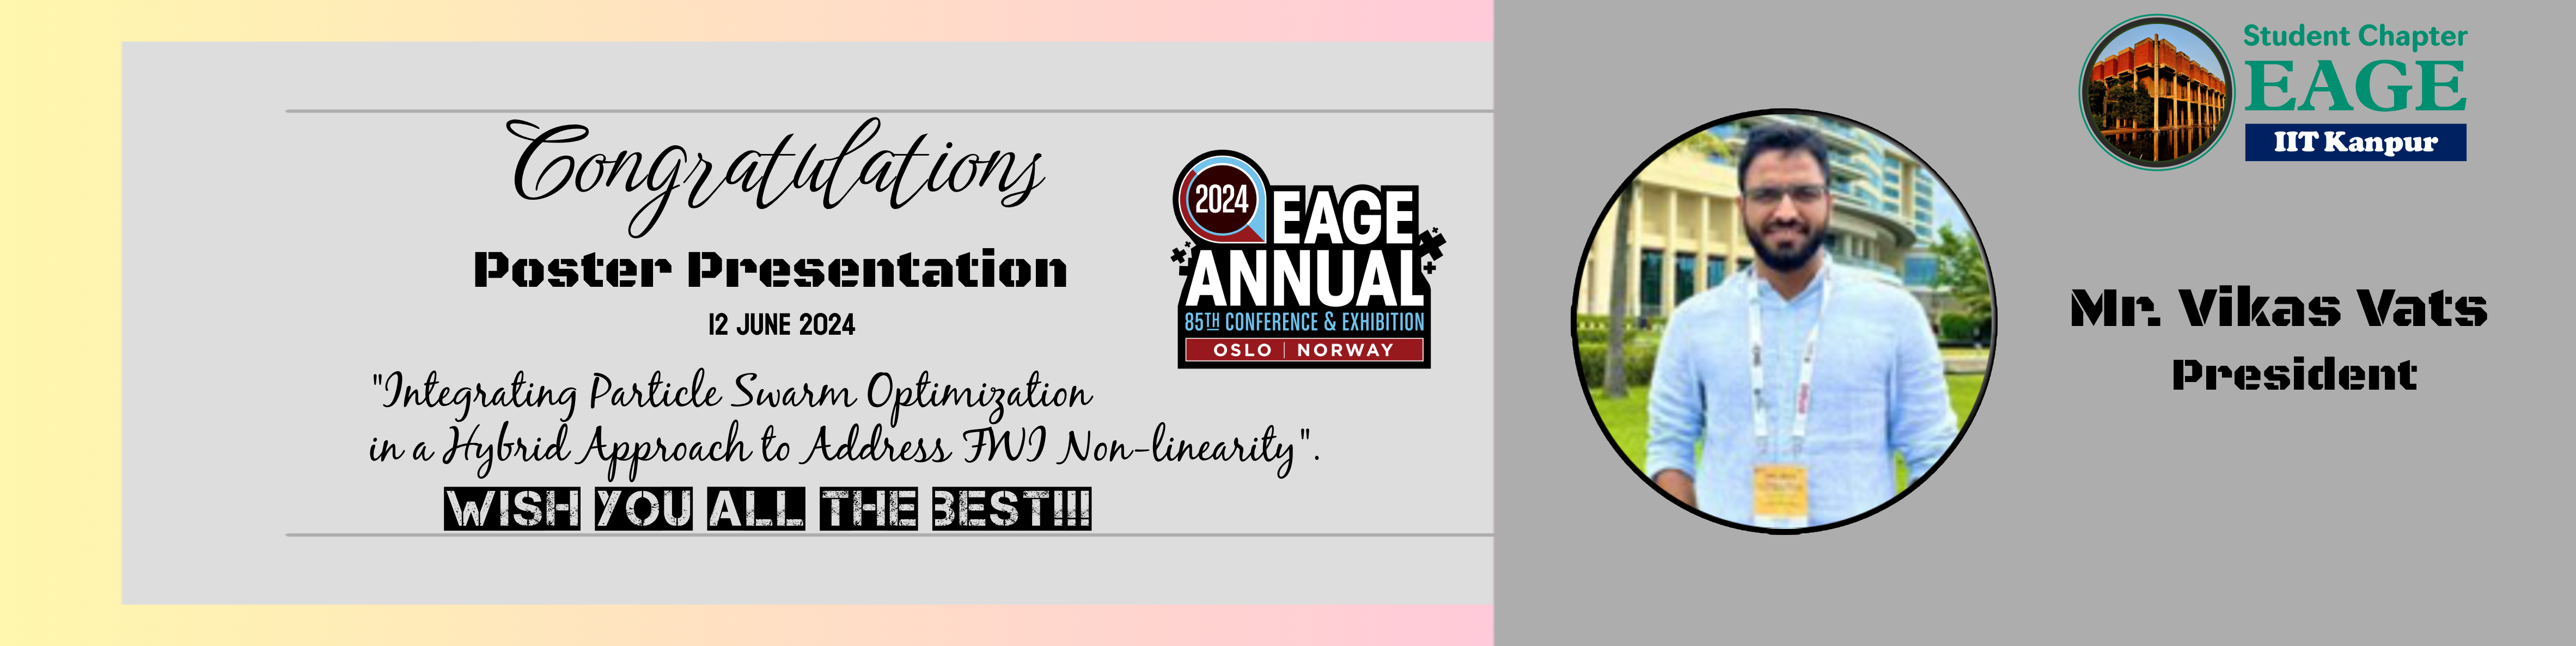 Congratulations
Poster Presentation
12 JUNE 2024
"Integrating Particle Swarm Optimization
in a Hybrid Approach to Address FWI Non-linearity".
WISH YOU ALL THE BEST!!!
2024
EAGE
ANNUAL
85TH CONFERENCE & EXHIBITION
OSLO | NORWAY
Student Chapter
EAGE
IIT Kanpur
Mr. Vikas Vats
President